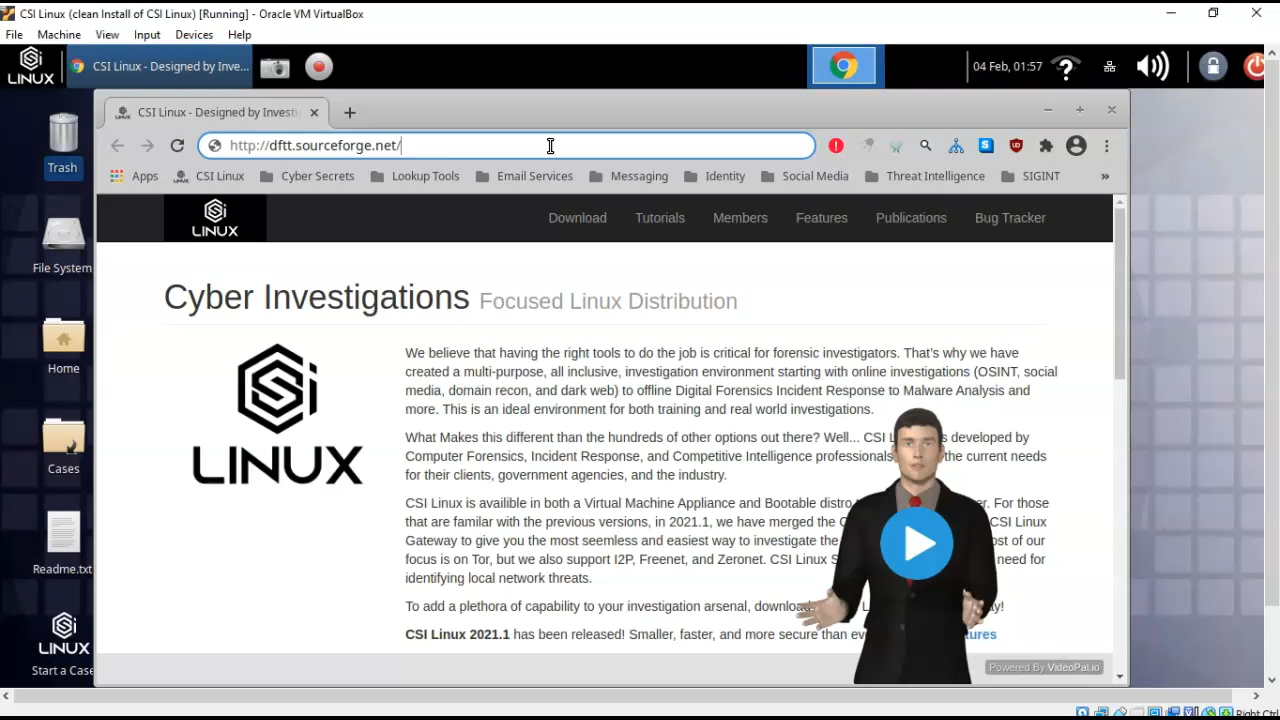 CSI Linux (clean Install of CSI Linux) [Running] - Oracle VM VirtualBox
File Machine View Input Devices Help
LINUX CSI Linux - Designed by Inve... 04 Feb, 01:57
CSI Linux - Designed by Investi
http://dftt.sourceforge.net/
Apps CSI Linux Cyber Secrets Lookup Tools Email Services Messaging Identity Social Media Threat Intelligence SIGINT »
LINUX Download Tutorials Members Features Publications Bug Tracker
Trash
File System
Home
Cases
Readme.txt
LINUX
Start a Case
Cyber Investigations Focused Linux Distribution
LINUX
We believe that having the right tools to do the job is critical for forensic investigators. That's why we have
created a multi-purpose, all inclusive, investigation environment starting with online investigations (OSINT, social
media, domain recon, and dark web) to offline Digital Forensics Incident Response to Malware Analysis and
more. This is an ideal environment for both training and real world investigations.
What Makes this different than the hundreds of other options out there? Well... CSI L s developed by
Computer Forensics, Incident Response, and Competitive Intelligence professionals the current needs
for their clients, government agencies, and the industry.
CSI Linux is availible in both a Virtual Machine Appliance and Bootable distro er. For those
that are familar with the previous versions, in 2021.1, we have merged the CSI Linux
Gateway to give you the most seemless and easiest way to investigate the ost of our
focus is on Tor, but we also support I2P, Freenet, and Zeronet. CSI Linux S need for
identifying local network threats.
To add a plethora of capability to your investigation arsenal, download L y!
CSI Linux 2021.1 has been released! Smaller, faster, and more secure than ev tures
Powered By VideoPal.io
Right Ctrl